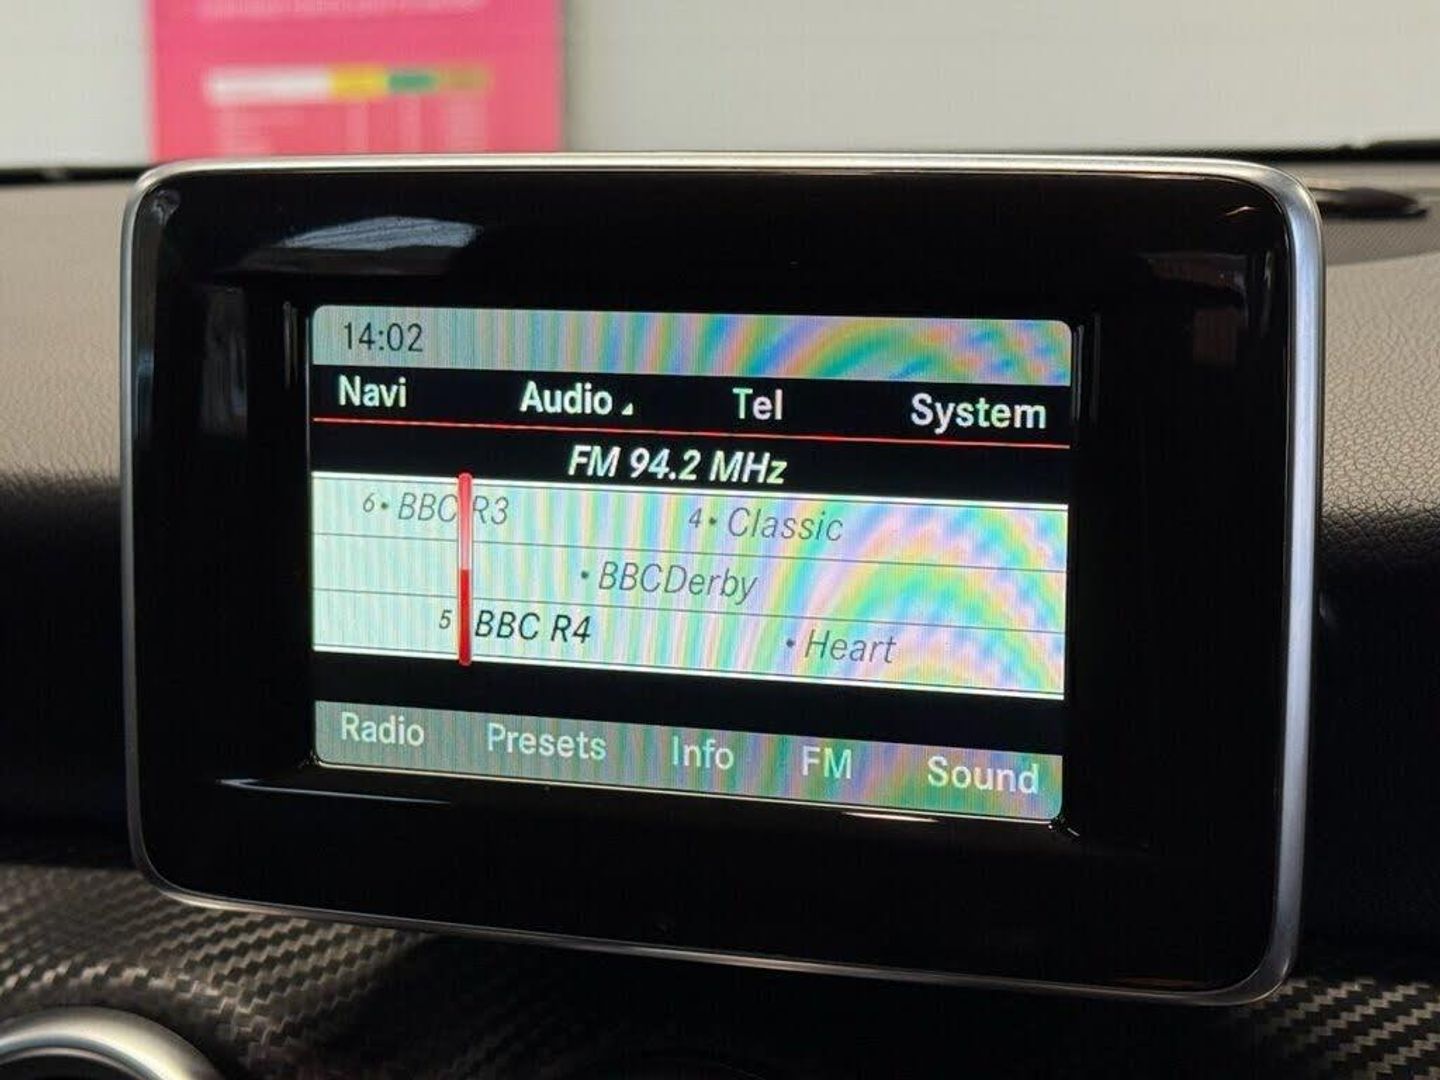 14:02
Navi Audio Tel System
FM 94.2 MHz
6 • BBC R3 4 • Classic
• BBCDerby
5 BBC R4 • Heart
Radio Presets Info FM Sound